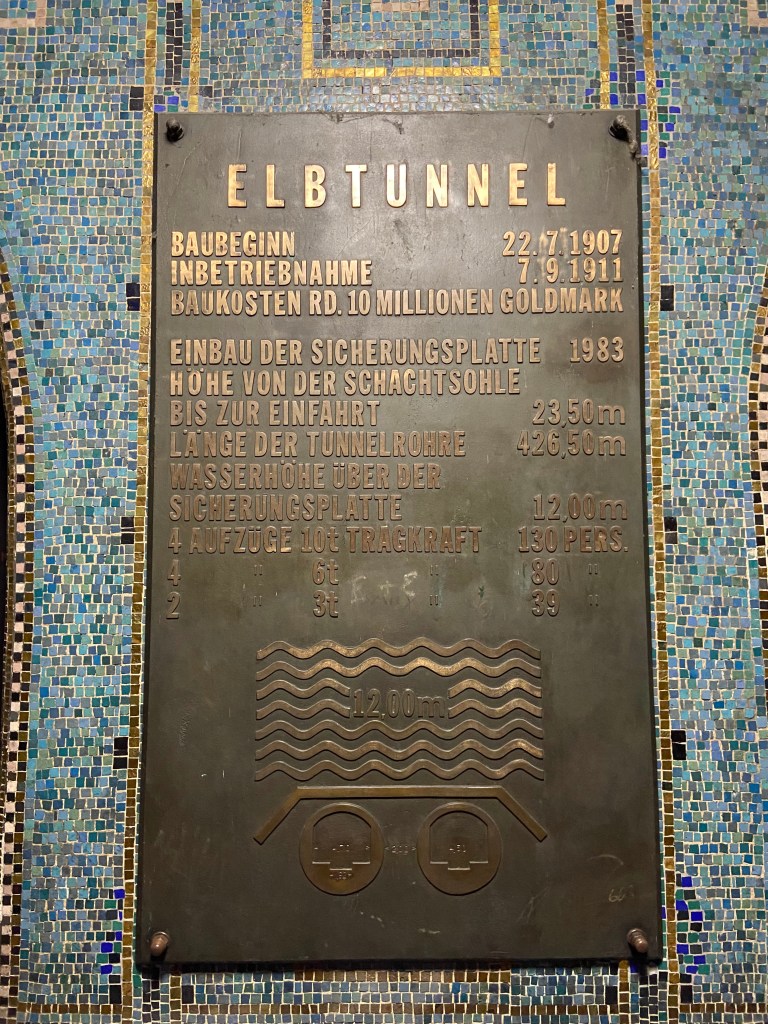 ELBTUNNEL
BAUBEGINN 22.7.1907
INBETRIEBNAHME 7.9.1911
BAUKOSTEN RD. 10 MILLIONEN GOLDMARK
EINBAU DER SICHERUNGSPLATTE 1983
HÖHE VON DER SCHACHTSOHLE
BIS ZUR EINFAHRT 23,50m
LÄNGE DER TUNNELRÖHRE 426,50m
WASSERHÖHE ÜBER DER
SICHERUNGSPLATTE 12,00m
4 AUFZÜGE 10t TRAGKRAFT 130 PERS.
4 " 6t " 80 "
2 " 3t " 39 "
12,00m